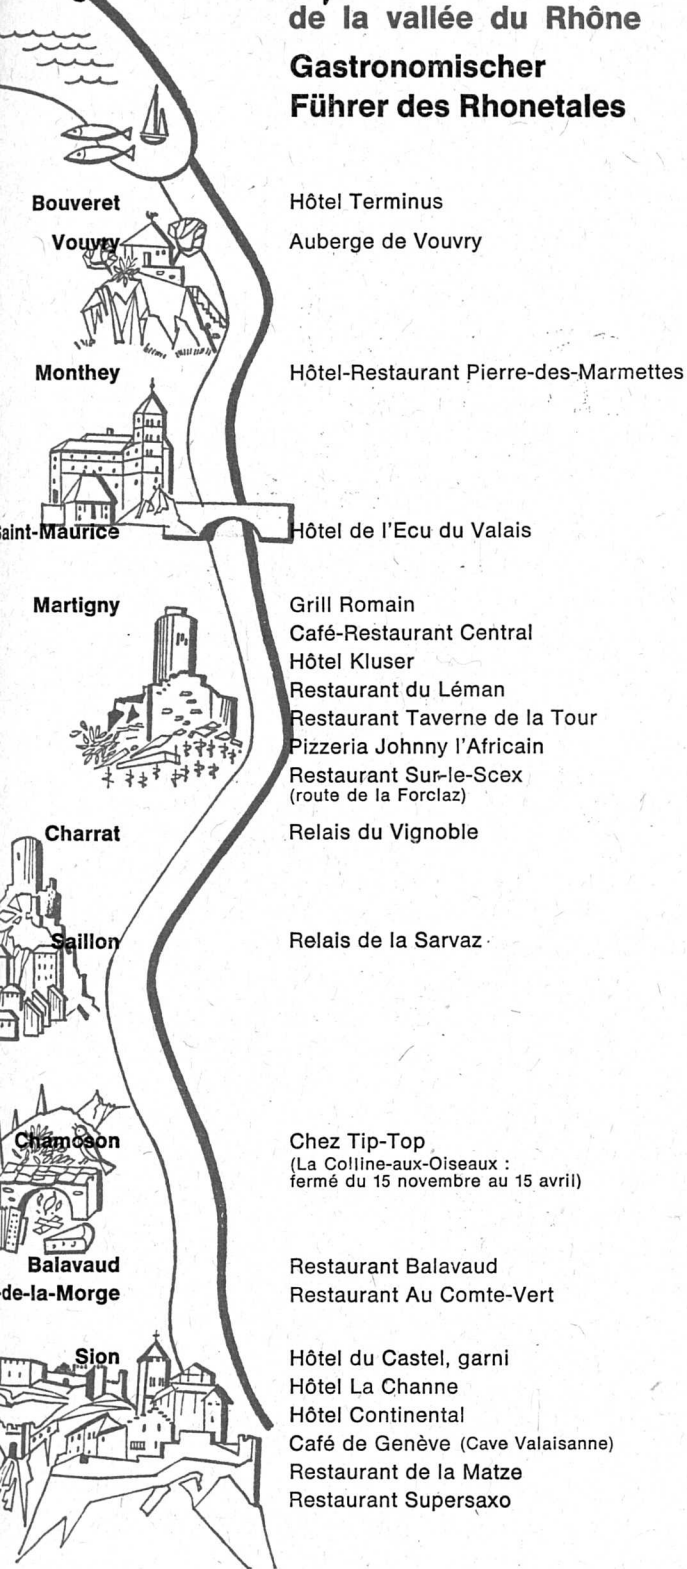 de la vallée du Rhône
Gastronomischer
Führer des Rhonetales
Bouveret Hôtel Terminus
Vouvry Auberge de Vouvry
Monthey Hôtel-Restaurant Pierre-des-Marmettes
aint-Maurice Hôtel de l'Ecu du Valais
Martigny Grill Romain
Café-Restaurant Central
Hôtel Kluser
Restaurant du Léman
Restaurant Taverne de la Tour
Pizzeria Johnny l'Africain
Restaurant Sur-le-Scex
(route de la Forclaz)
Charrat Relais du Vignoble
Saillon Relais de la Sarvaz
Chamoson Chez Tip-Top
(La Colline-aux-Oiseaux :
fermé du 15 novembre au 15 avril)
Balavaud Restaurant Balavaud
-de-la-Morge Restaurant Au Comte-Vert
Sion Hôtel du Castel, garni
Hôtel La Channe
Hôtel Continental
Café de Genève (Cave Valaisanne)
Restaurant de la Matze
Restaurant Supersaxo